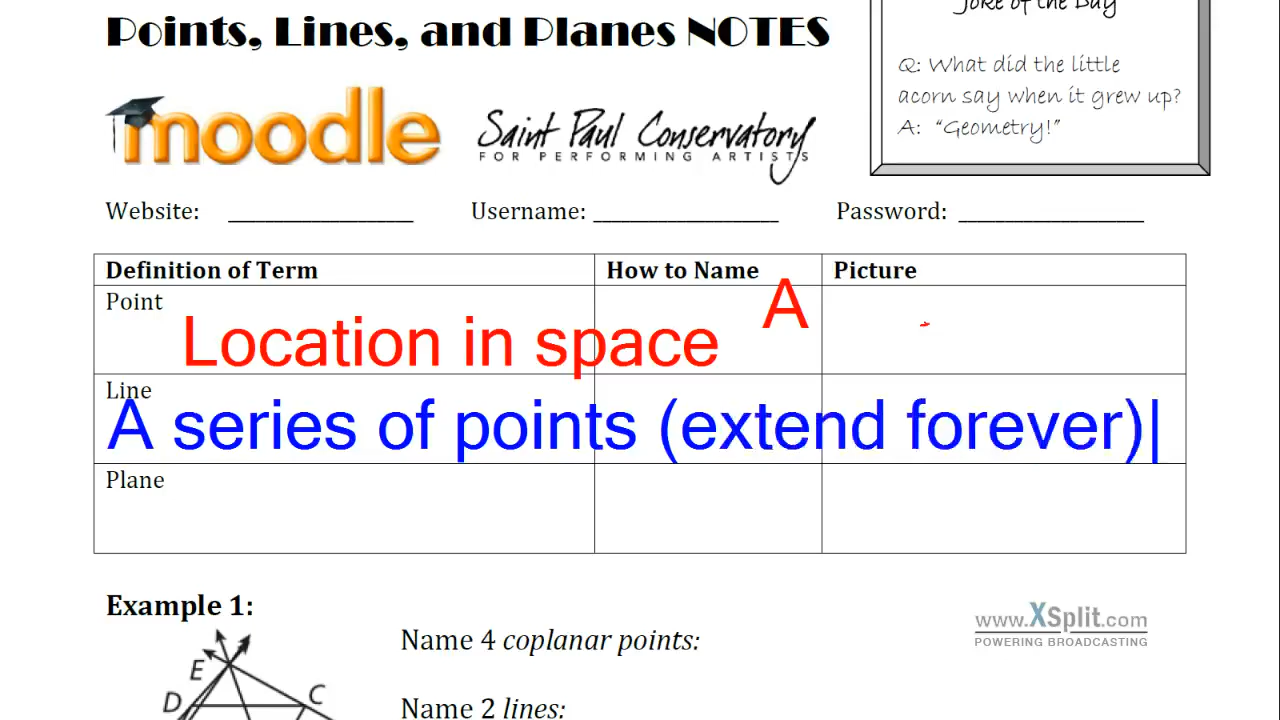 Points, Lines, and Planes NOTES
Joke of the Day
Q: What did the little
acorn say when it grew up?
A: “Geometry!”
moodle
Saint Paul Conservatory
FOR PERFORMING ARTISTS
Website: ___________________ Username: ___________________ Password: ___________________
Definition of Term How to Name Picture
Point
A
Location in space
Line
A series of points (extend forever)|
Plane
Example 1:
www.XSplit.com
POWERING BROADCASTING
Name 4 coplanar points:
E
D
C
Name 2 lines: